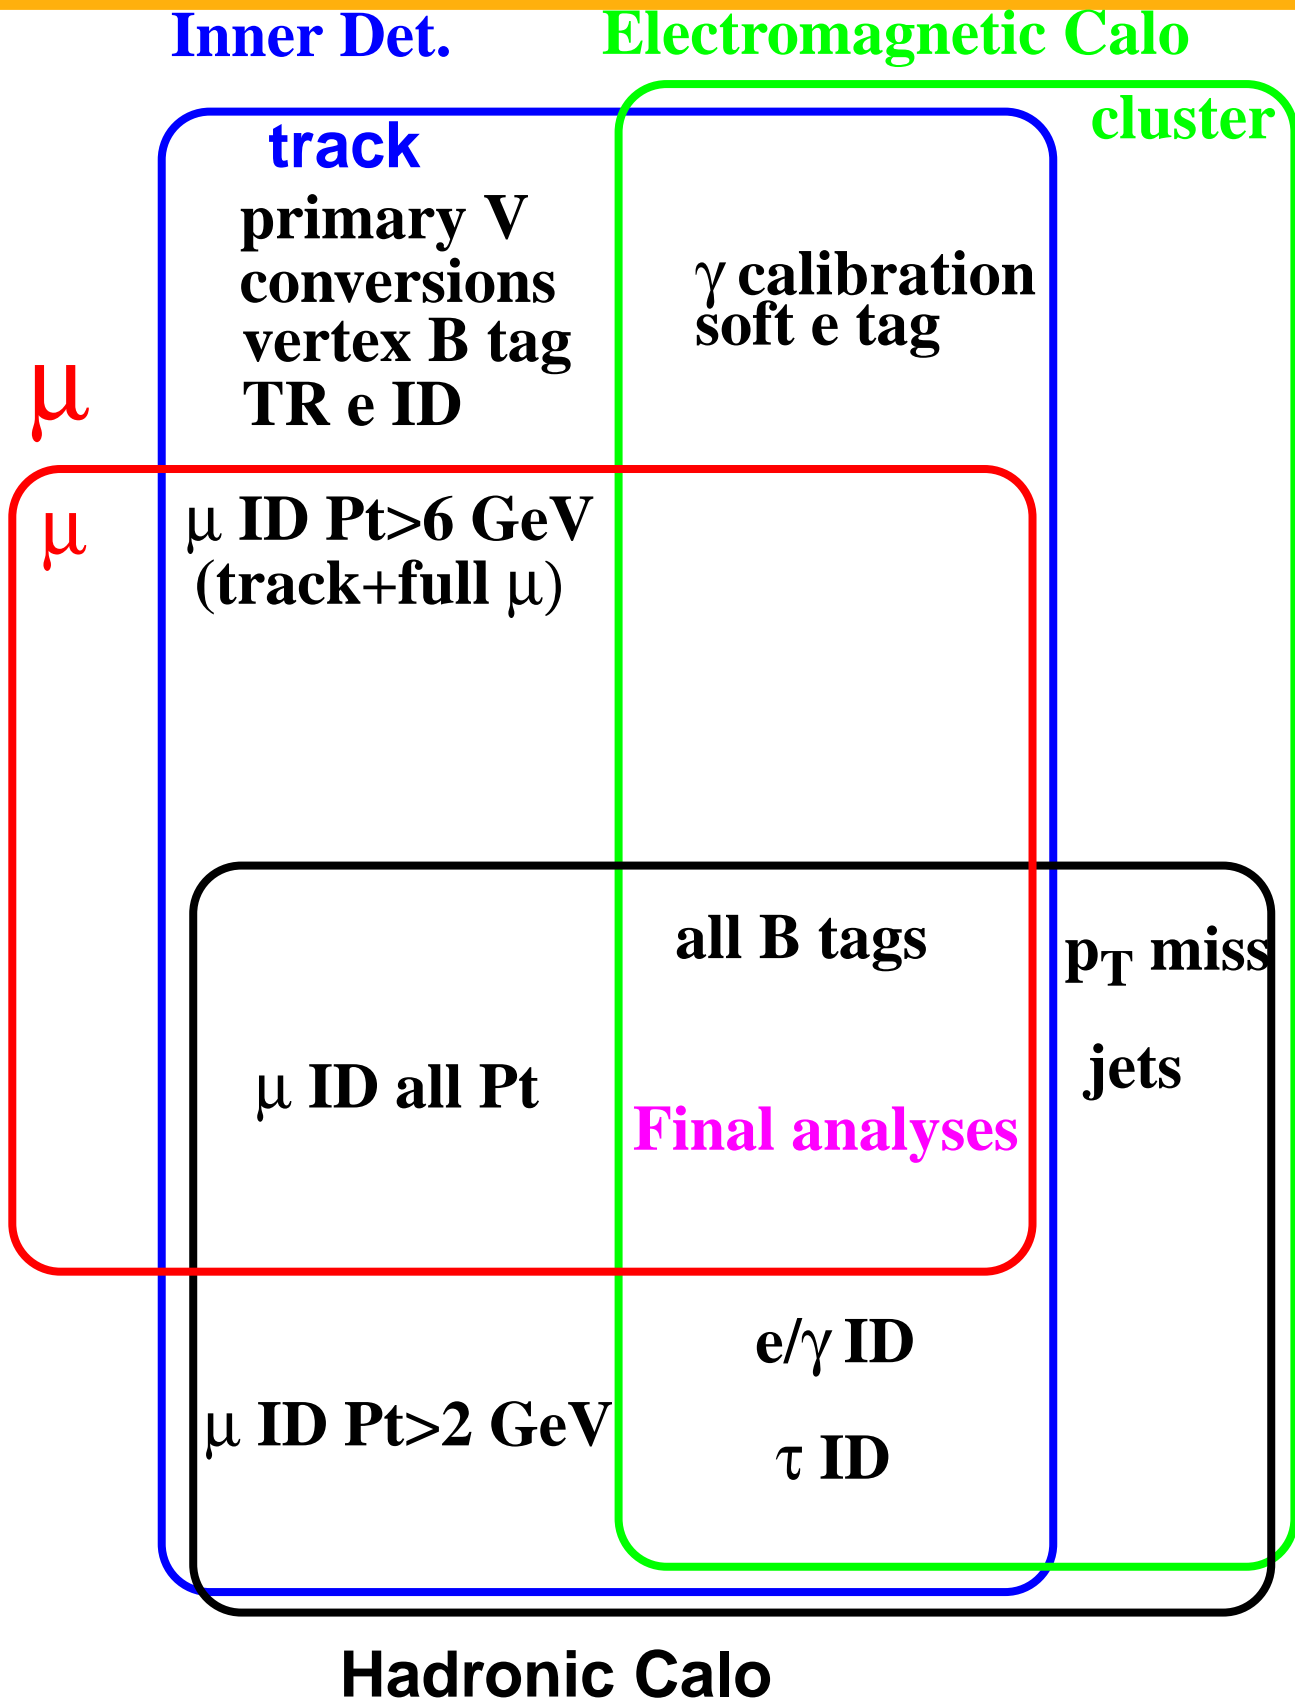 Inner Det.
Electromagnetic Calo
cluster
track
primary V
conversions
vertex B tag
TR e ID
γ calibration
soft e tag
μ
μ
μ ID Pt>6 GeV
(track+full μ)
all B tags
p_T miss
jets
μ ID all Pt
Final analyses
e/γ ID
μ ID Pt>2 GeV
τ ID
Hadronic Calo